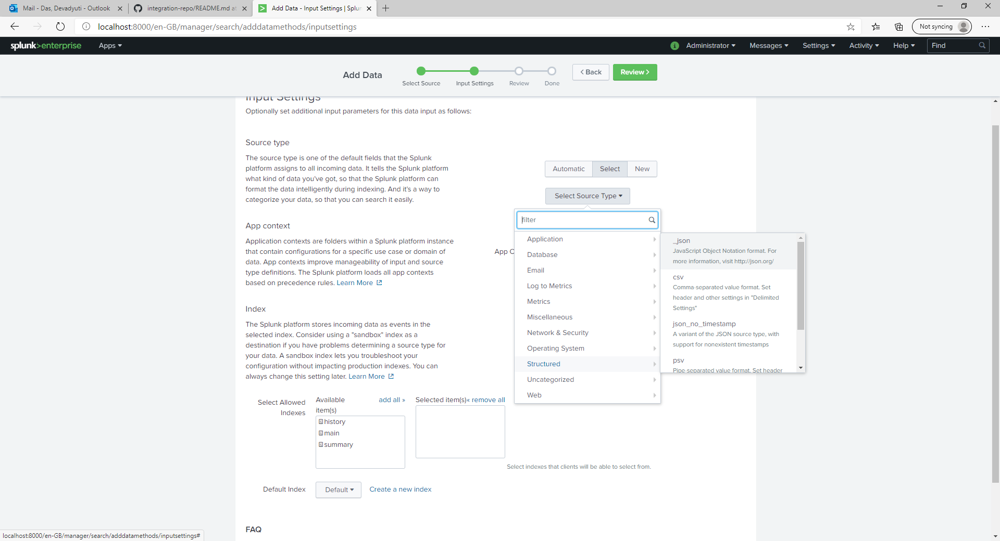 Mail - Das, Devadyuti - Outlook
integration-repo/README.md at
Add Data - Input Settings | Splun
localhost:8000/en-GB/manager/search/adddatamethods/inputsettings
Not syncing
splunk>enterprise
Apps
i
Administrator
Messages
Settings
Activity
Help
Find
Add Data
Select Source
Input Settings
Review
Done
< Back
Review >
Input Settings
Optionally set additional input parameters for this data input as follows:
Source type
The source type is one of the default fields that the Splunk
platform assigns to all incoming data. It tells the Splunk platform
what kind of data you've got, so that the Splunk platform can
format the data intelligently during indexing. And it's a way to
categorize your data, so that you can search it easily.
Automatic
Select
New
Select Source Type
filter
Application
Database
Email
Log to Metrics
Metrics
Miscellaneous
Network & Security
Operating System
Structured
Uncategorized
Web
_json
JavaScript Object Notation format. For
more information, visit http://json.org/
csv
Comma-separated value format. Set
header and other settings in "Delimited
Settings"
json_no_timestamp
A variant of the JSON source type, with
support for nonexistent timestamps
psv
Pipe-separated value format. Set header
App context
Application contexts are folders within a Splunk platform instance
that contain configurations for a specific use case or domain of
data. App contexts improve manageability of input and source
type definitions. The Splunk platform loads all app contexts
based on precedence rules. Learn More
App C
Index
The Splunk platform stores incoming data as events in the
selected index. Consider using a "sandbox" index as a
destination if you have problems determining a source type for
your data. A sandbox index lets you troubleshoot your
configuration without impacting production indexes. You can
always change this setting later. Learn More
Select Allowed
Indexes
Available
item(s)
add all »
Selected item(s)« remove all
history
main
summary
Select indexes that clients will be able to select from.
Default Index
Default
Create a new index
FAQ
localhost:8000/en-GB/manager/search/adddatamethods/inputsettings#